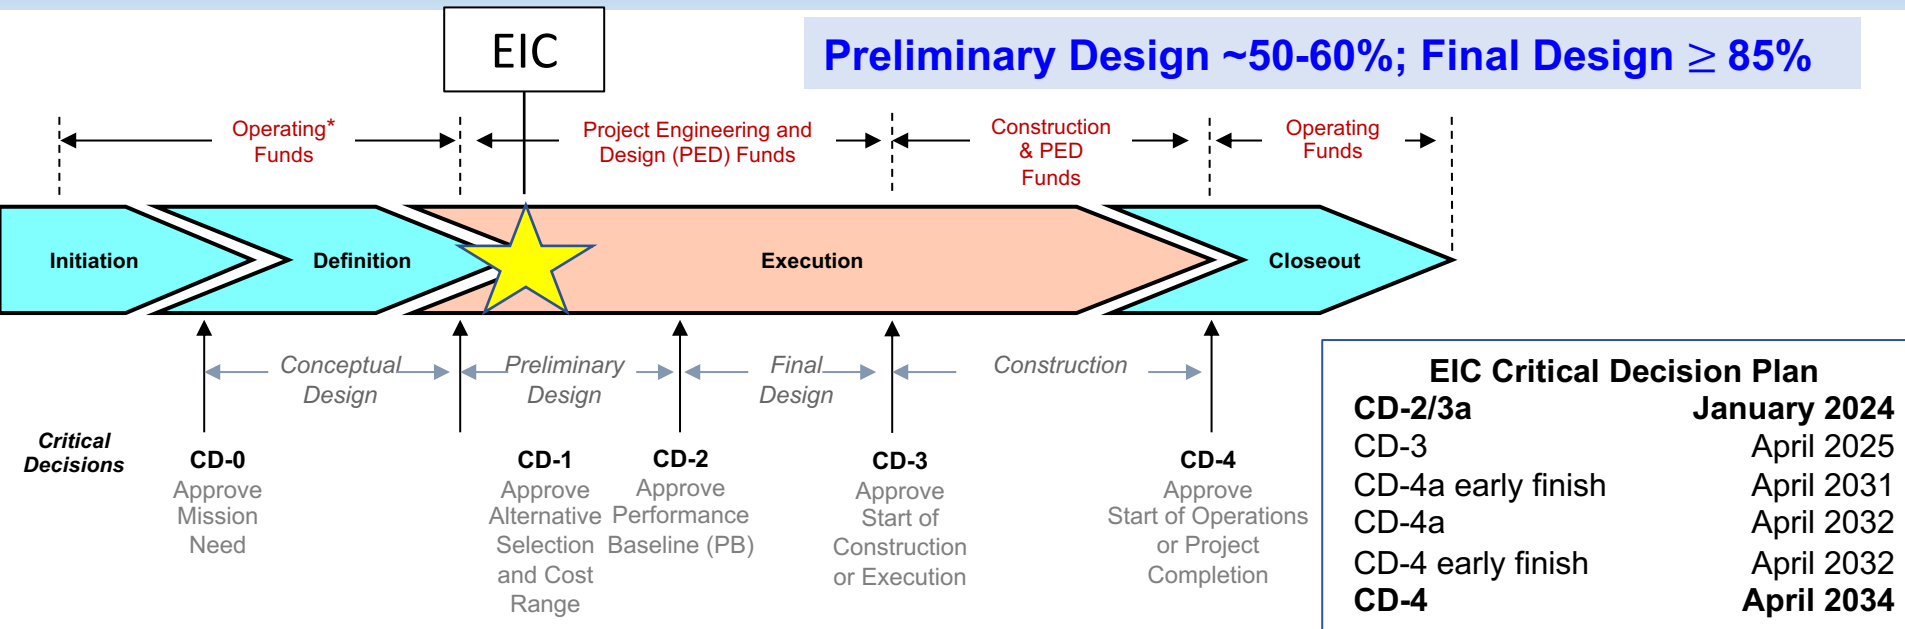 EIC
Preliminary Design ~50-60%; Final Design ≥ 85%
Operating*
Funds
Project Engineering and
Design (PED) Funds
Construction
& PED
Funds
Operating
Funds
Initiation
Definition
Execution
Closeout
Conceptual
Design
Preliminary
Design
Final
Design
Construction
Critical
Decisions
CD-0
Approve
Mission
Need
CD-1
Approve
Alternative
Selection
and Cost
Range
CD-2
Approve
Performance
Baseline (PB)
CD-3
Approve
Start of
Construction
or Execution
CD-4
Approve
Start of Operations
or Project
Completion
EIC Critical Decision Plan
CD-2/3a January 2024
CD-3 April 2025
CD-4a early finish April 2031
CD-4a April 2032
CD-4 early finish April 2032
CD-4 April 2034